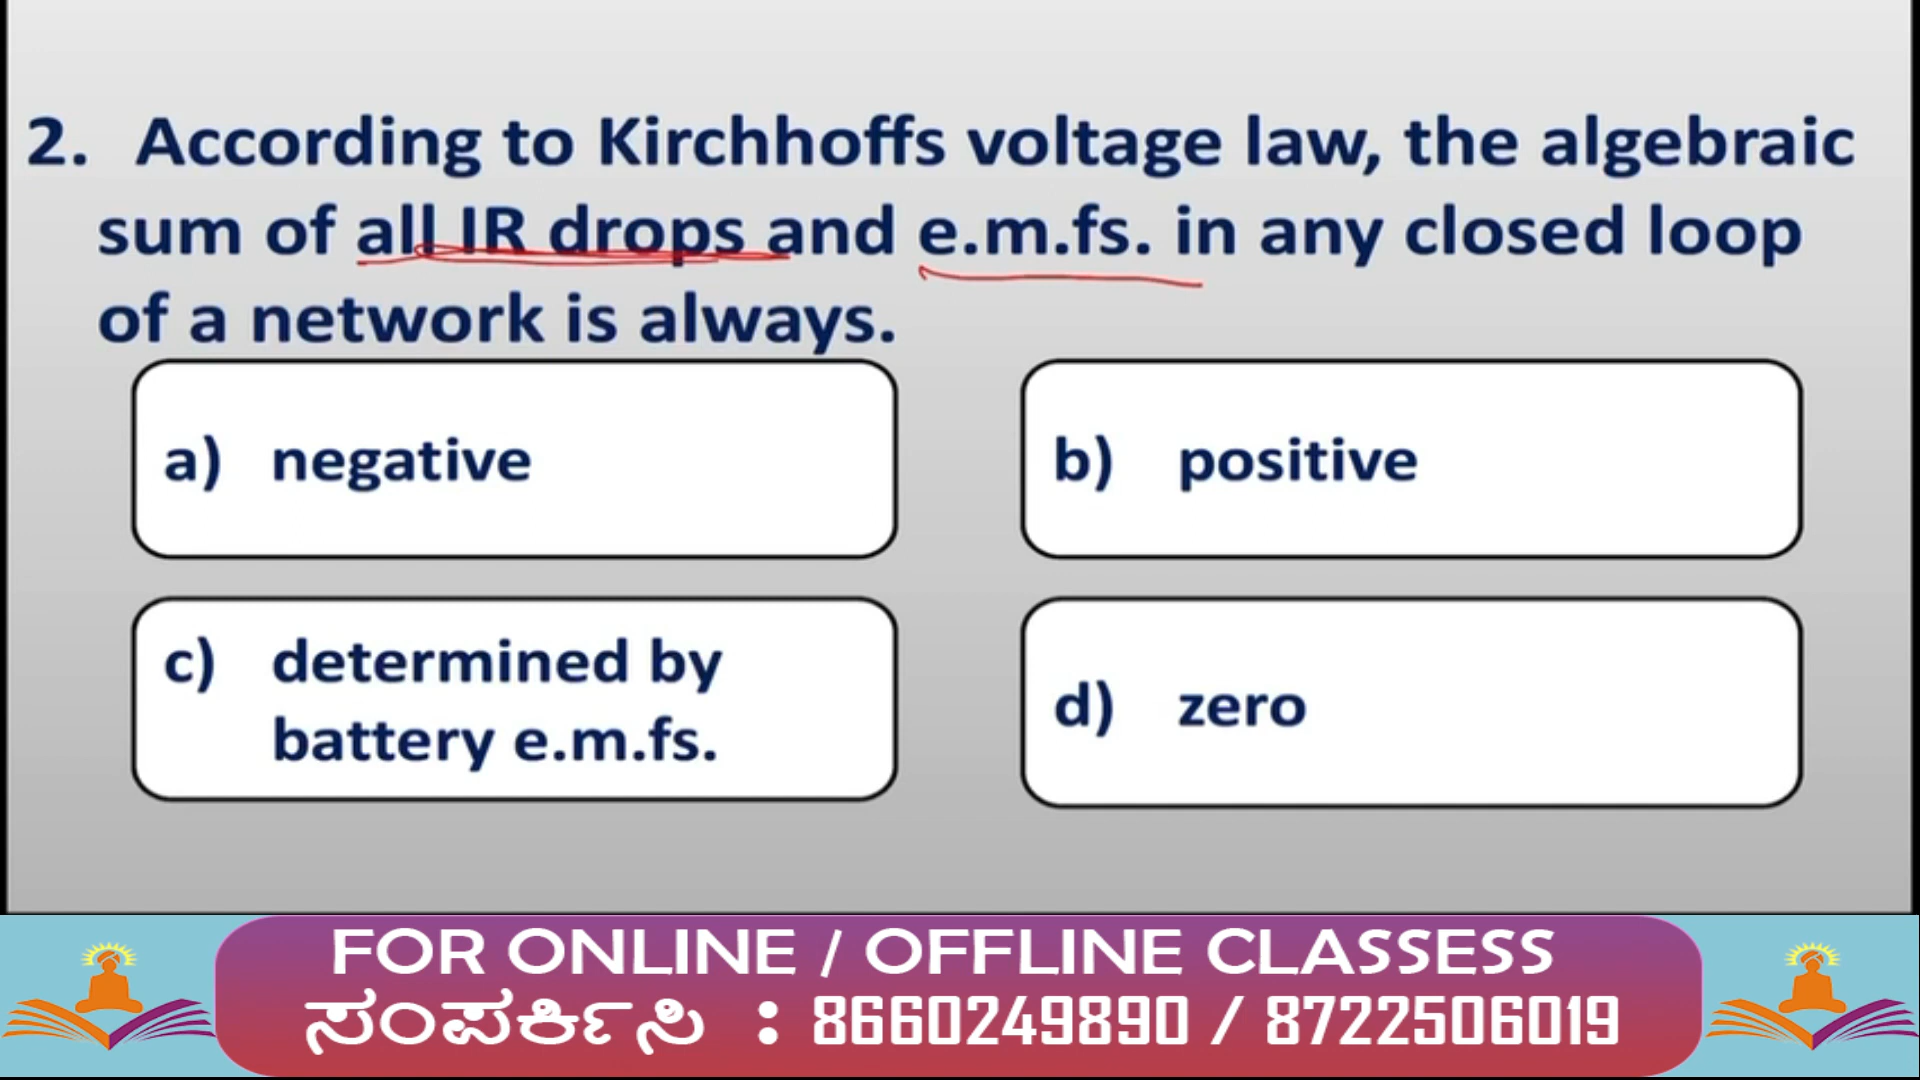 2. According to Kirchhoffs voltage law, the algebraic
sum of all IR drops and e.m.fs. in any closed loop
of a network is always.
a) negative
b) positive
c) determined by
battery e.m.fs.
d) zero
FOR ONLINE / OFFLINE CLASSESS
ಸಂಪರ್ಕಿಸಿ : 8660249890 / 8722506019